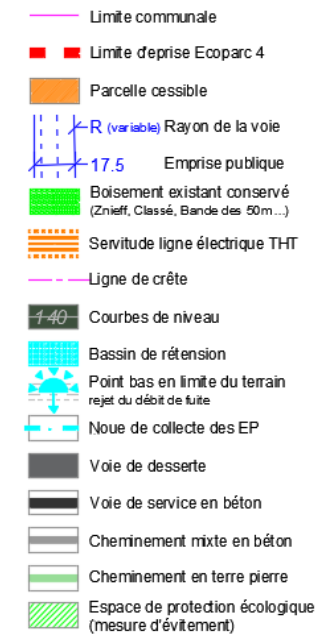 Limite communale
Limite d'eprise Ecoparc 4
Parcelle cessible
R (variable) Rayon de la voie
17.5 Emprise publique
Boisement existant conservé
(Znieff, Classé, Bande des 50m...)
Servitude ligne électrique THT
Ligne de crête
140 Courbes de niveau
Bassin de rétention
Point bas en limite du terrain
rejet du débit de fuite
Noue de collecte des EP
Voie de desserte
Voie de service en béton
Cheminement mixte en béton
Cheminement en terre pierre
Espace de protection écologique
(mesure d'évitement)